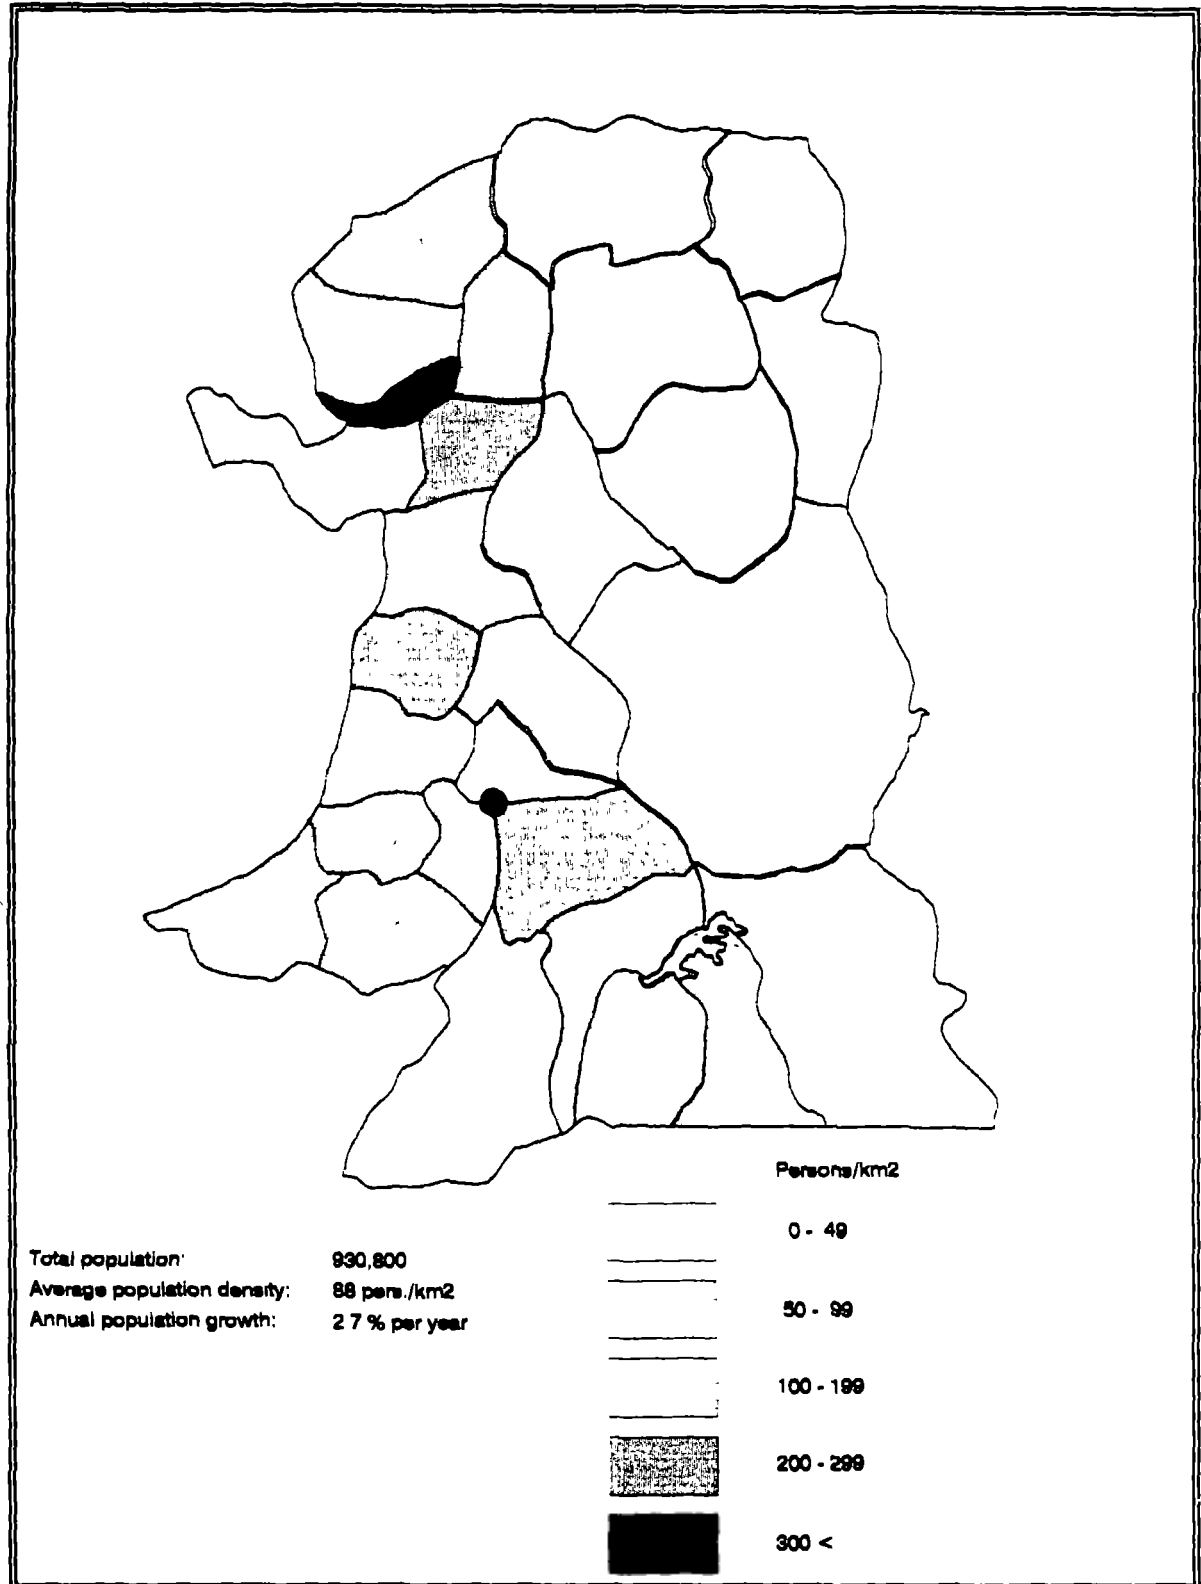 Persons/km2
0 - 49
50 - 99
100 - 199
200 - 299
300 <
Total population: 930,800
Average population density: 88 pers./km2
Annual population growth: 2 7 % per year